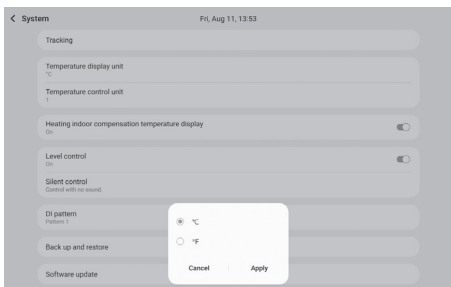 System
Fri, Aug 11, 13:53
Tracking
Temperature display unit
°C
Temperature control unit
1
Heating indoor compensation temperature display
On
Level control
On
Silent control
Control with no sound.
DI pattern
Pattern 1
Back up and restore
Software update
°C
°F
Cancel
Apply